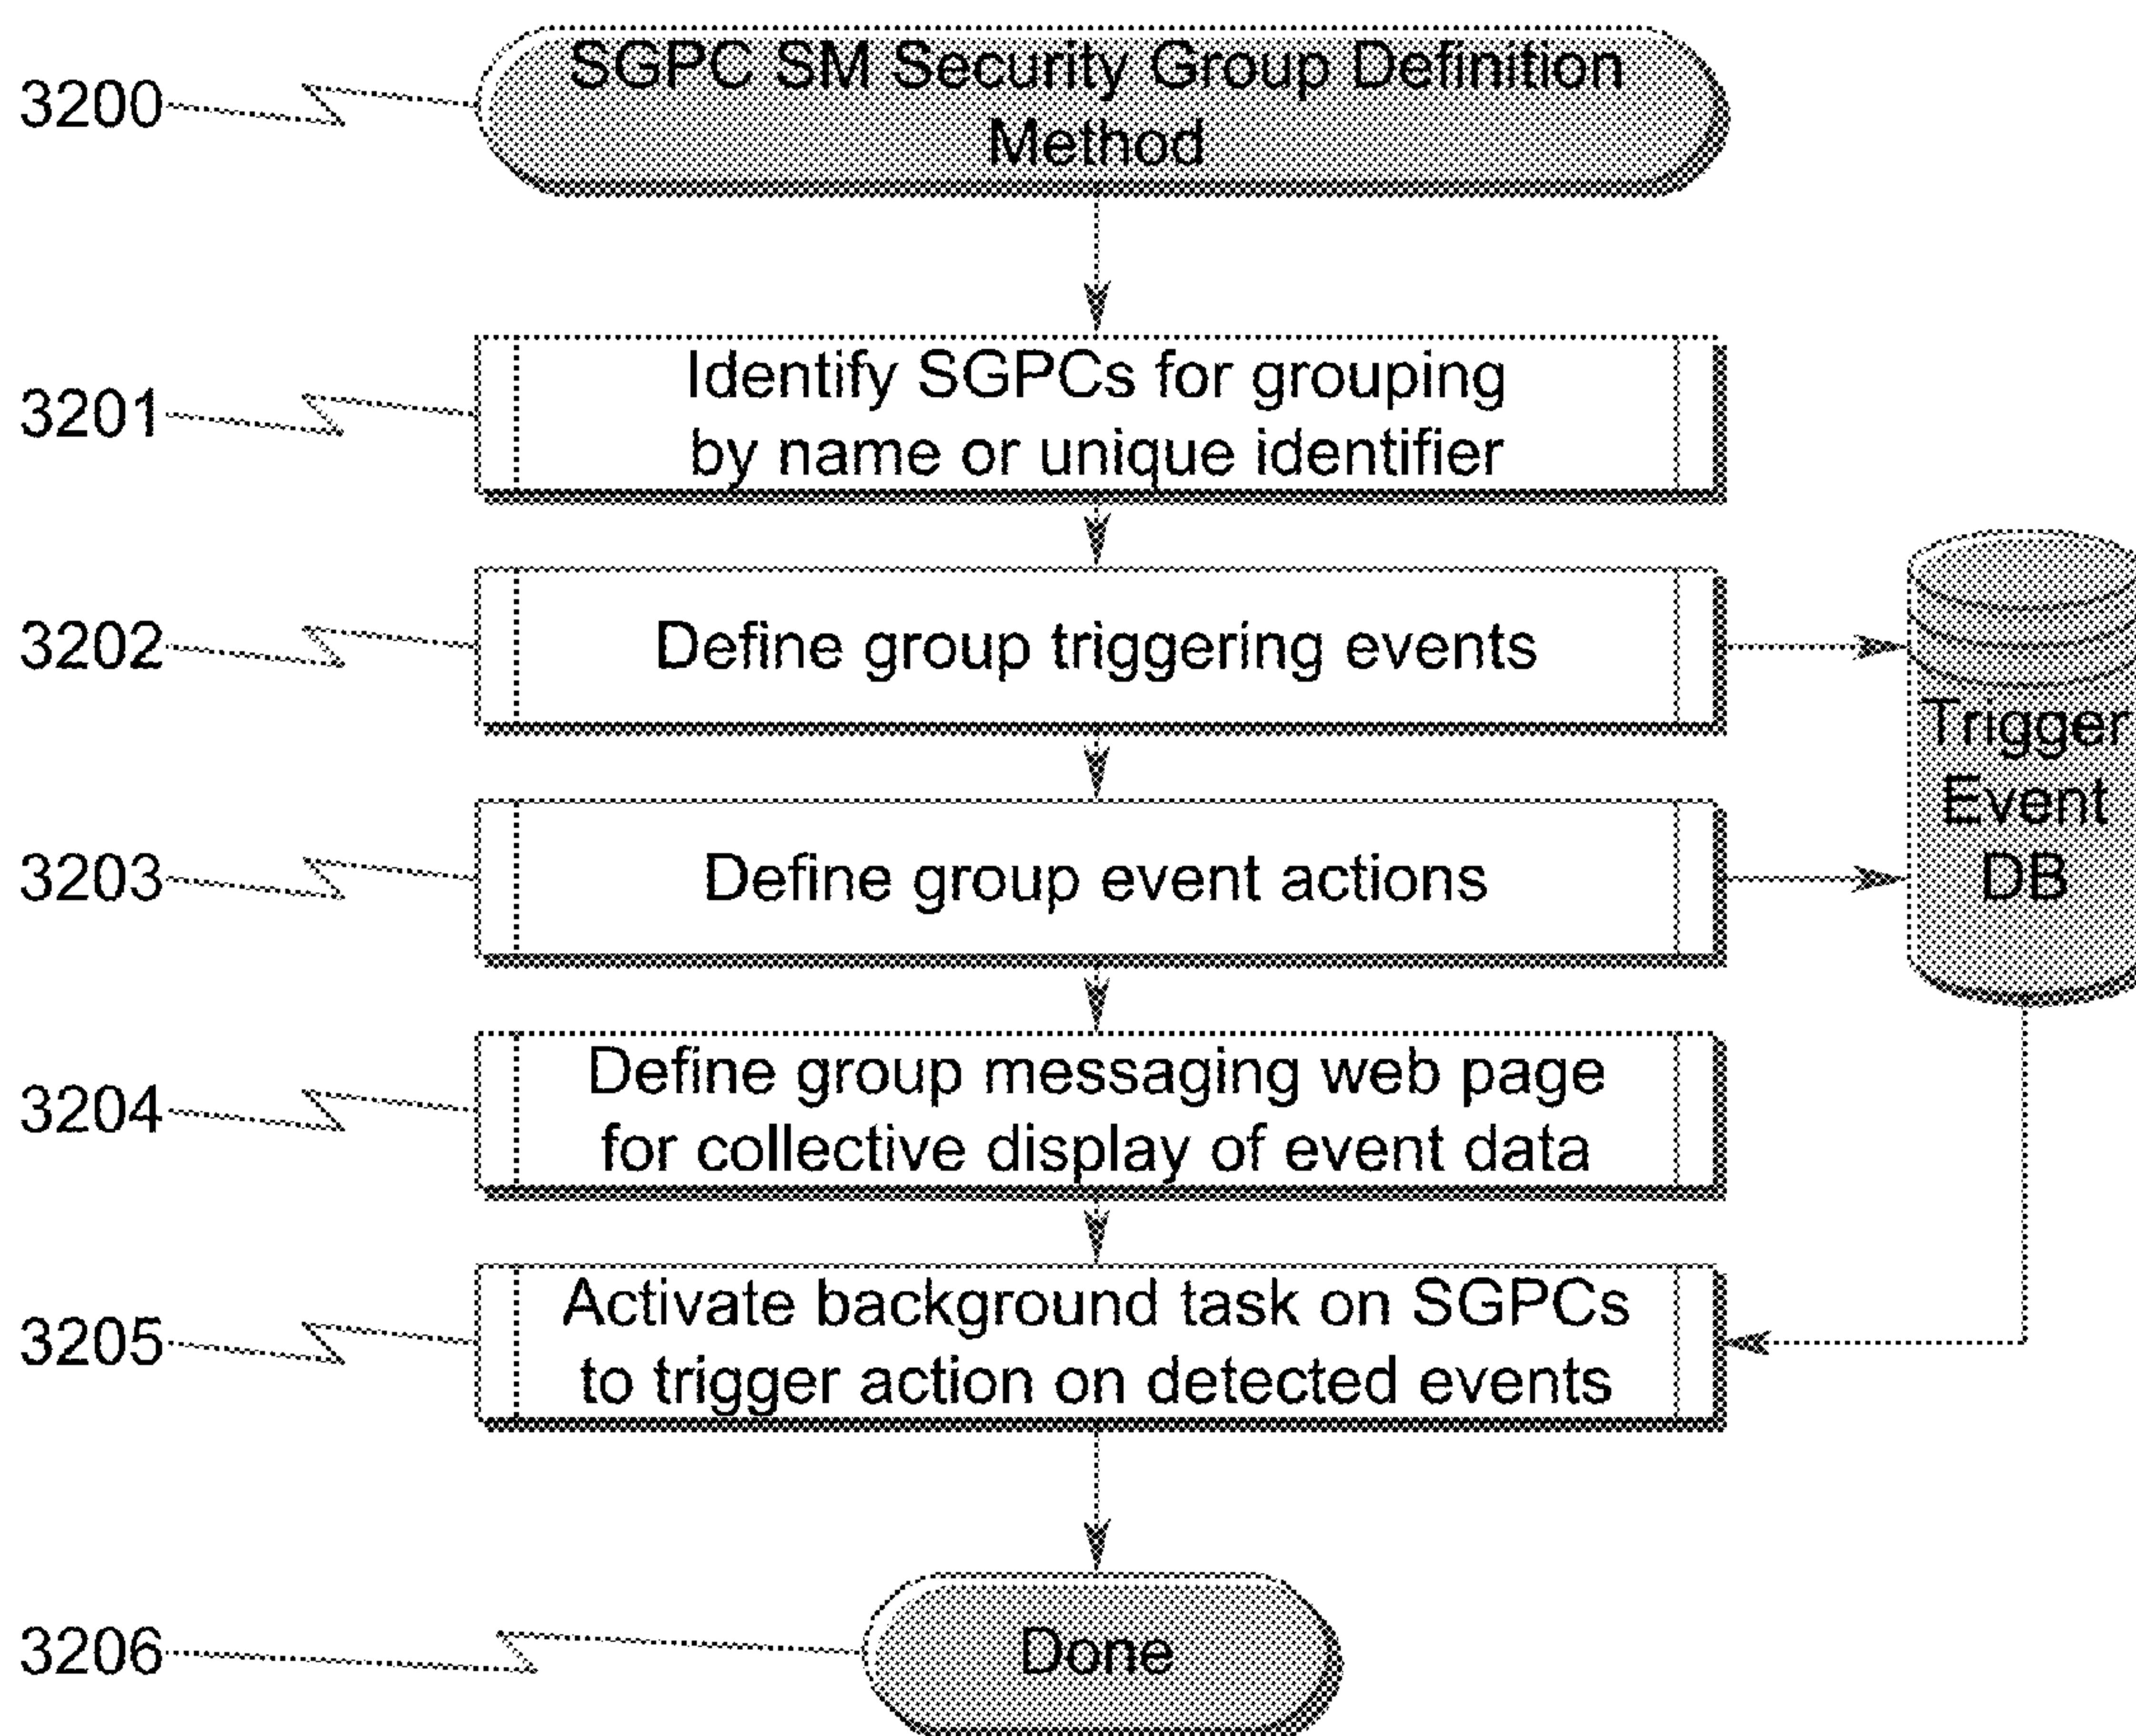 3200
SGPC SM Security Group Definition
Method
3201
Identify SGPCs for grouping
by name or unique identifier
3202
Define group triggering events
Trigger
Event
DB
3203
Define group event actions
3204
Define group messaging web page
for collective display of event data
3205
Activate background task on SGPCs
to trigger action on detected events
3206
Done